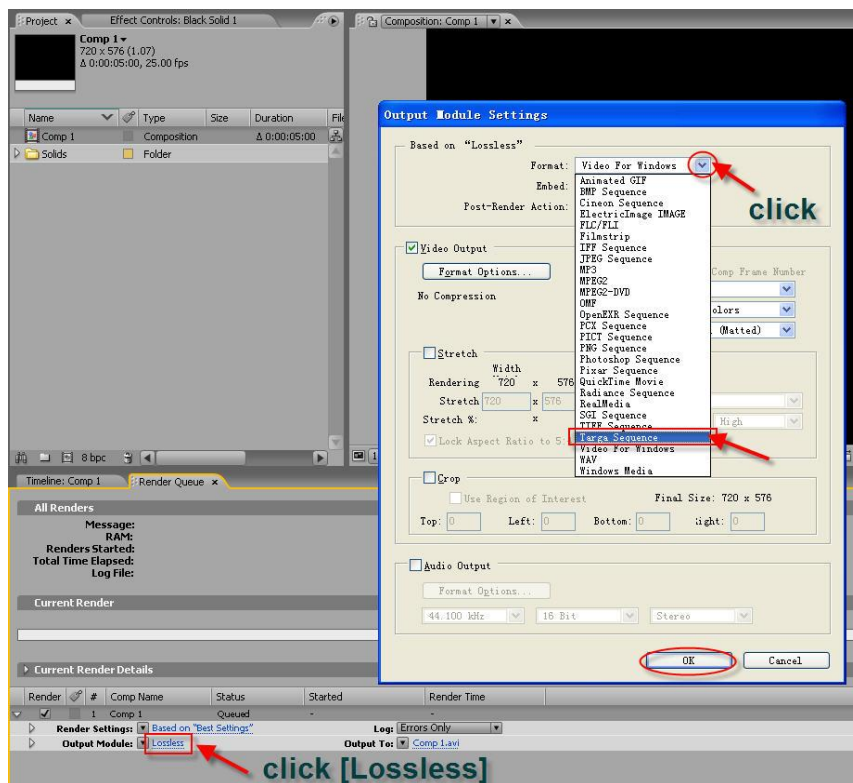 Project × Effect Controls: Black Solid 1
Composition: Comp 1
Comp 1
720 x 576 (1.07)
Δ 0:00:05:00, 25.00 fps
Name Type Size Duration
Comp 1 Composition Δ 0:00:05:00
Solids Folder
8 bpc
Output Module Settings
Based on "Lossless"
Format: Video For Windows
Embed:
Post-Render Action:
click
Animated GIF
BMP Sequence
Cineon Sequence
ElectricImage IMAGE
FLC/FLI
Filmstrip
IFF Sequence
JPEG Sequence
MP3
MPEG2
MPEG2-DVD
OMF
OpenEXR Sequence
PCX Sequence
PICT Sequence
PNG Sequence
Photoshop Sequence
Pixar Sequence
QuickTime Movie
Radiance Sequence
RealMedia
SGI Sequence
TIFF Sequence
Targa Sequence
Video For Windows
WAV
Windows Media
Video Output
Format Options...
Comp Frame Number
No Compression
olors
(Matted)
Stretch
Width
Rendering 720 x 576
Stretch 720 x 576
Stretch %: x
High
Lock Aspect Ratio to 5:
Crop
Use Region of Interest Final Size: 720 x 576
Top: 0 Left: 0 Bottom: 0 ight: 0
Audio Output
Format Options...
44.100 kHz 16 Bit Stereo
OK Cancel
Timeline: Comp 1 Render Queue ×
All Renders
Message:
RAM:
Renders Started:
Total Time Elapsed:
Log File:
Current Render
Current Render Details
Render # Comp Name Status Started Render Time
1 Comp 1 Queued - -
Render Settings: Based on "Best Settings" Log: Errors Only
Output Module: Lossless Output To: Comp 1.avi
click [Lossless]